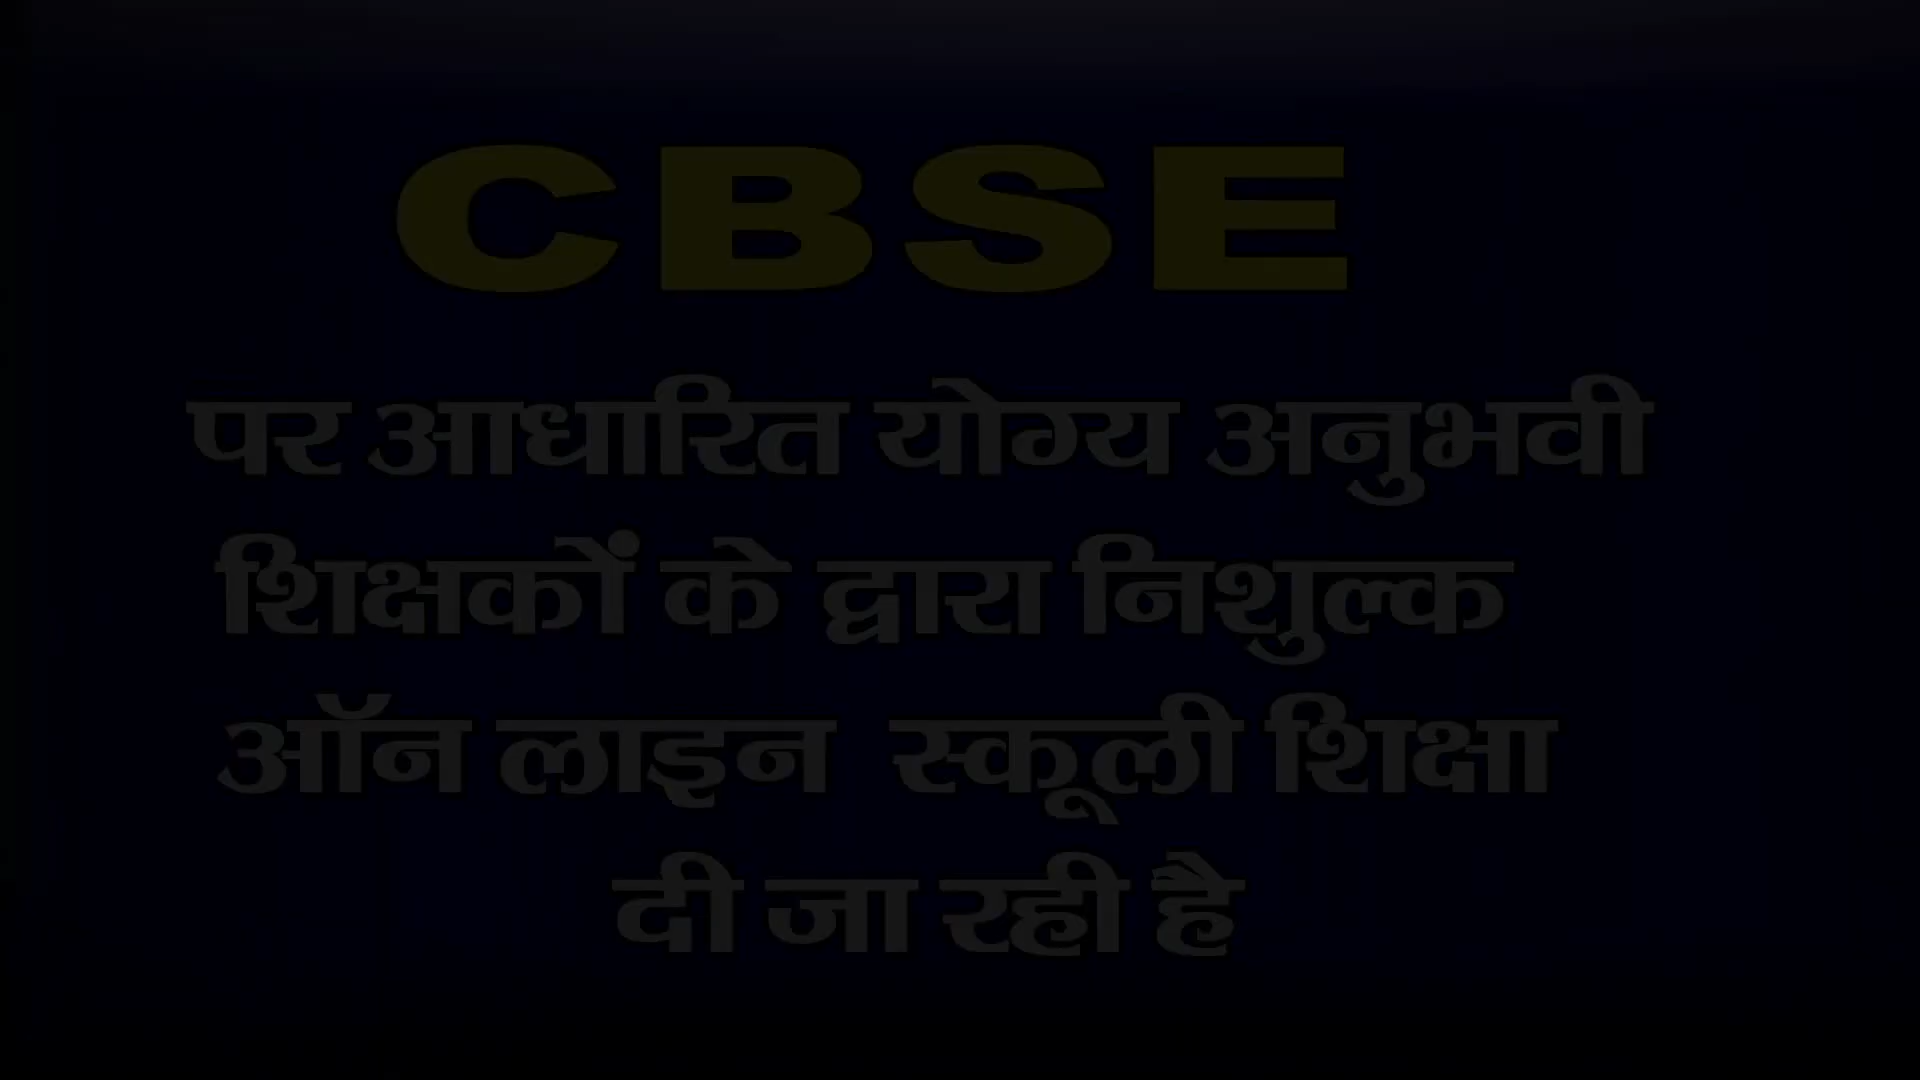 CBSE
पर आधारित योग्य अनुभवी
शिक्षकों के द्वारा निशुल्क
ऑन लाइन स्कूली शिक्षा
दी जा रही है